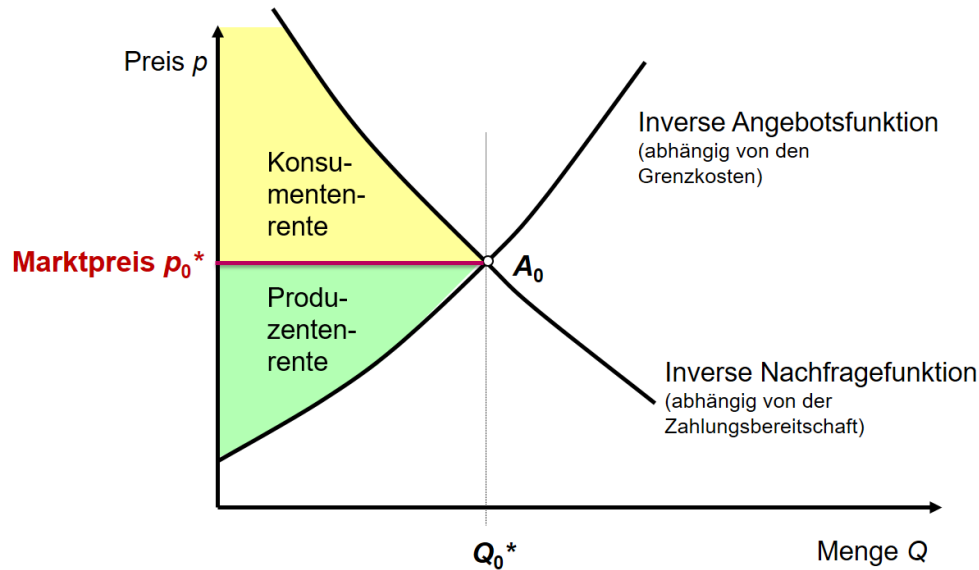 Preis p
Konsu-
menten-
rente
Inverse Angebotsfunktion
(abhängig von den
Grenzkosten)
Marktpreis p₀*
A₀
Produ-
zenten-
rente
Inverse Nachfragefunktion
(abhängig von der
Zahlungsbereitschaft)
Q₀*
Menge Q